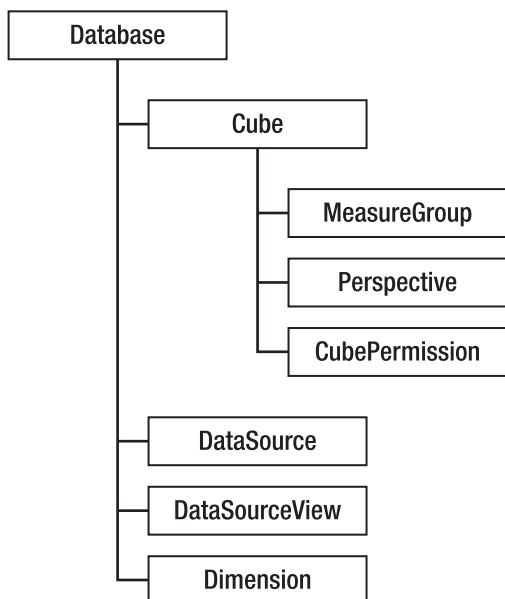 Database
Cube
MeasureGroup
Perspective
CubePermission
DataSource
DataSourceView
Dimension